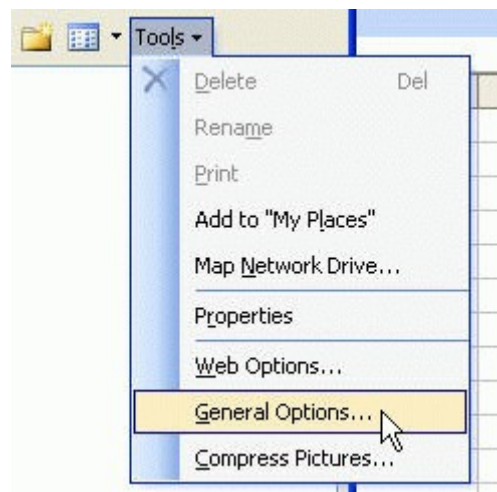 Tools
Delete Del
Rename
Print
Add to "My Places"
Map Network Drive...
Properties
Web Options...
General Options...
Compress Pictures...